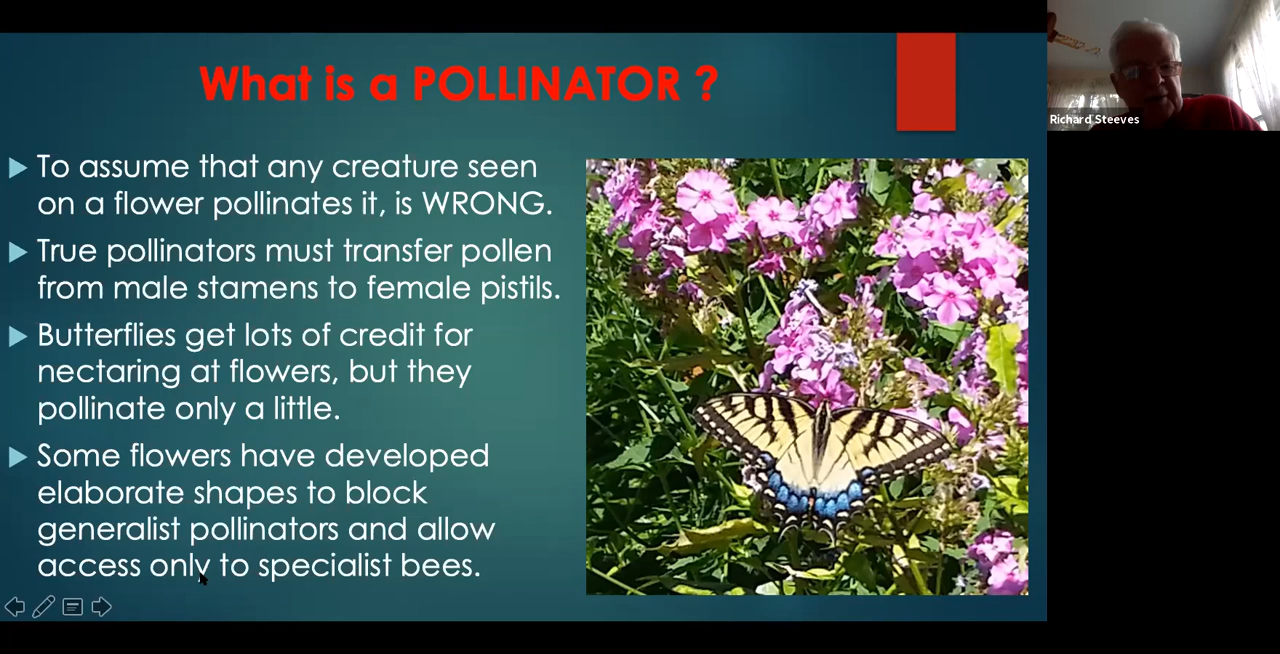 What is a POLLINATOR ?
To assume that any creature seen
on a flower pollinates it, is WRONG.
True pollinators must transfer pollen
from male stamens to female pistils.
Butterflies get lots of credit for
nectaring at flowers, but they
pollinate only a little.
Some flowers have developed
elaborate shapes to block
generalist pollinators and allow
access only to specialist bees.
Richard Steeves